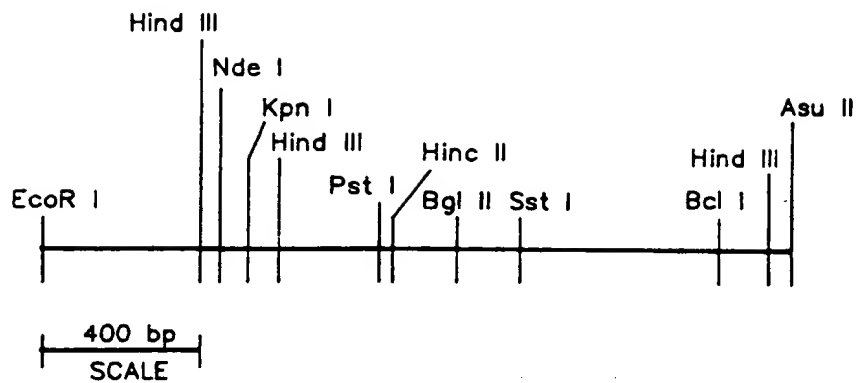 Hind III
Nde I
Kpn I
Asu II
Hind III
Hinc II
Hind III
Pst I
EcoR I
Bgl II
Sst I
Bcl I
400 bp
SCALE